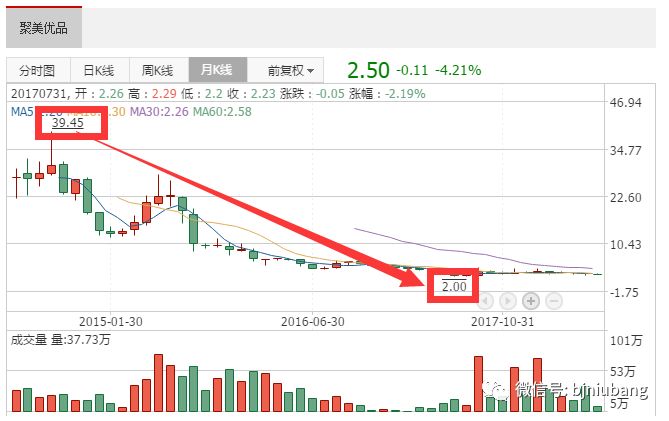 聚美优品
分时图 日K线 周K线 月K线 前复权 2.50 -0.11 -4.21%
20170731, 开: 2.26 高: 2.29 低: 2.2 收: 2.23 涨跌: -0.05 涨幅: -2.19%
MA30:2.26 MA60:2.58
46.94
39.45
34.77
22.60
10.43
2.00
-1.75
2015-01-30 2016-06-30 2017-10-31
成交量 量:37.73万
101万
53万
微信号: bjniubang
5万